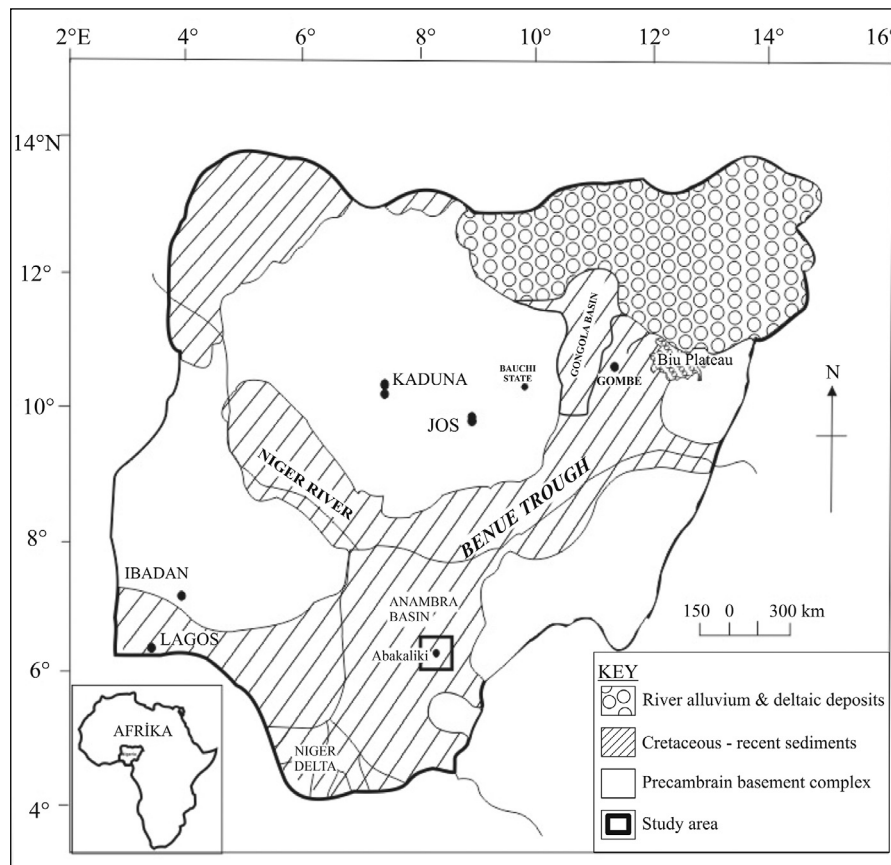 2°E 4° 6° 8° 10° 12° 14° 16°
14°N
12°
10°
8°
6°
4°
GONGOLA BASIN
BAUCHI
STATE
GOMBE
Biu Plateau
KADUNA
JOS
N
NIGER RIVER
BENUE TROUGH
IBADAN
LAGOS
ANAMBRA
BASIN
Abakaliki
NIGER
DELTA
150 0 300 km
AFRİKA
KEY
River alluvium & deltaic deposits
Cretaceous - recent sediments
Precambrain basement complex
Study area